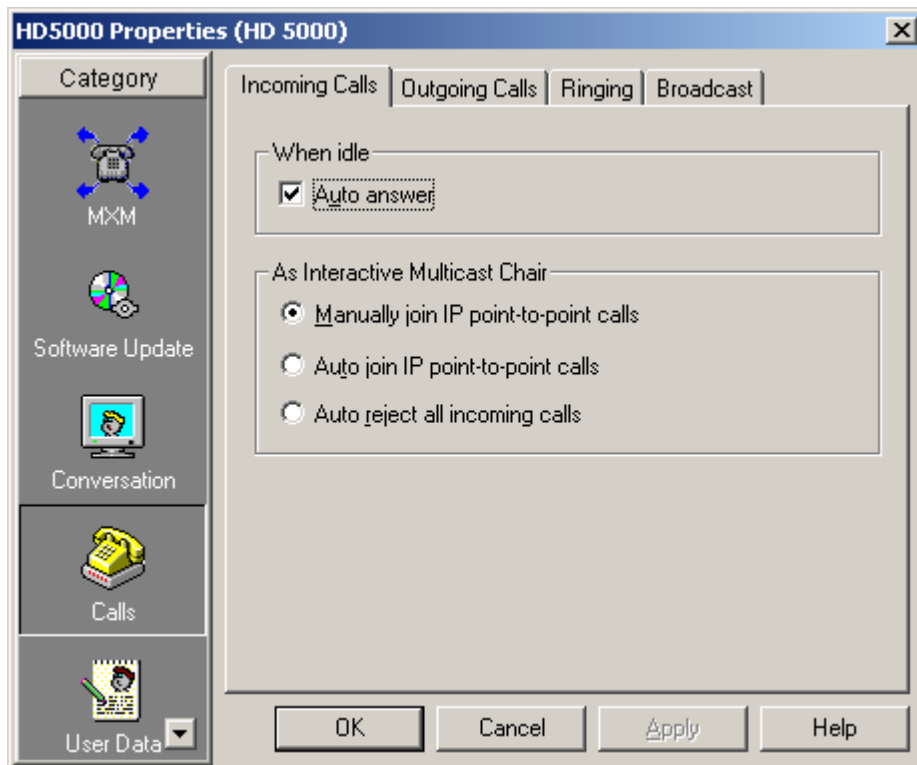 HD5000 Properties (HD 5000)
Category
MXM
Software Update
Conversation
Calls
User Data
Incoming Calls
Outgoing Calls
Ringing
Broadcast
When idle
Auto answer
As Interactive Multicast Chair
Manually join IP point-to-point calls
Auto join IP point-to-point calls
Auto reject all incoming calls
OK
Cancel
Apply
Help